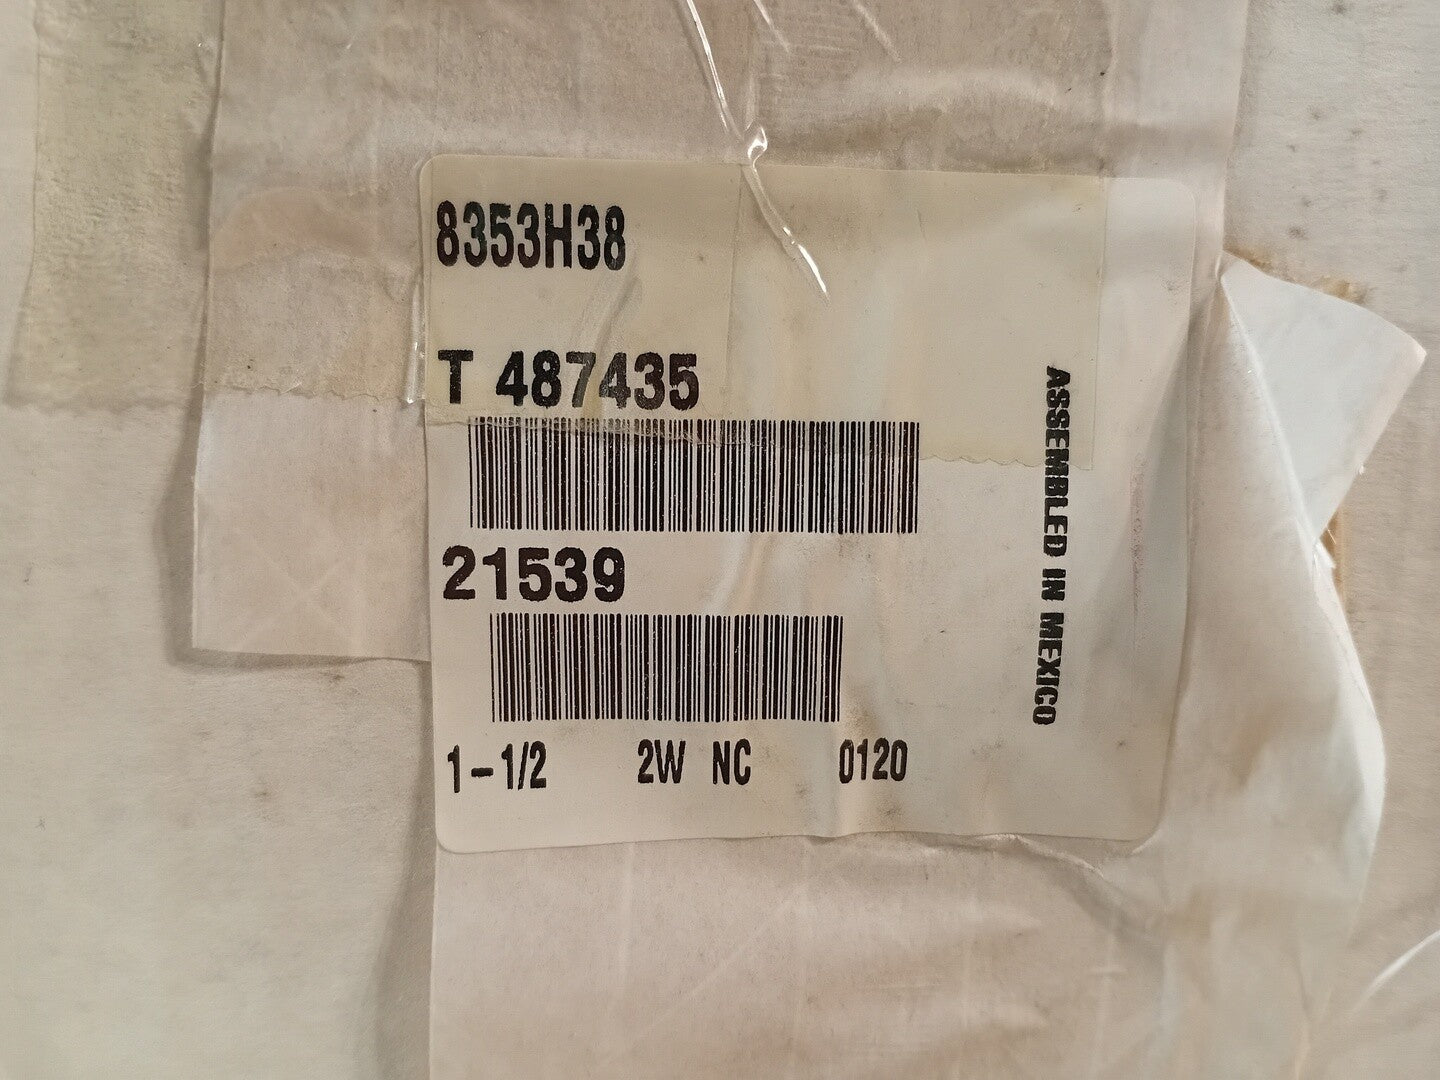 8353H38
T 487435
21539
1-1/2 2W NC 0120
ASSEMBLED IN MEXICO